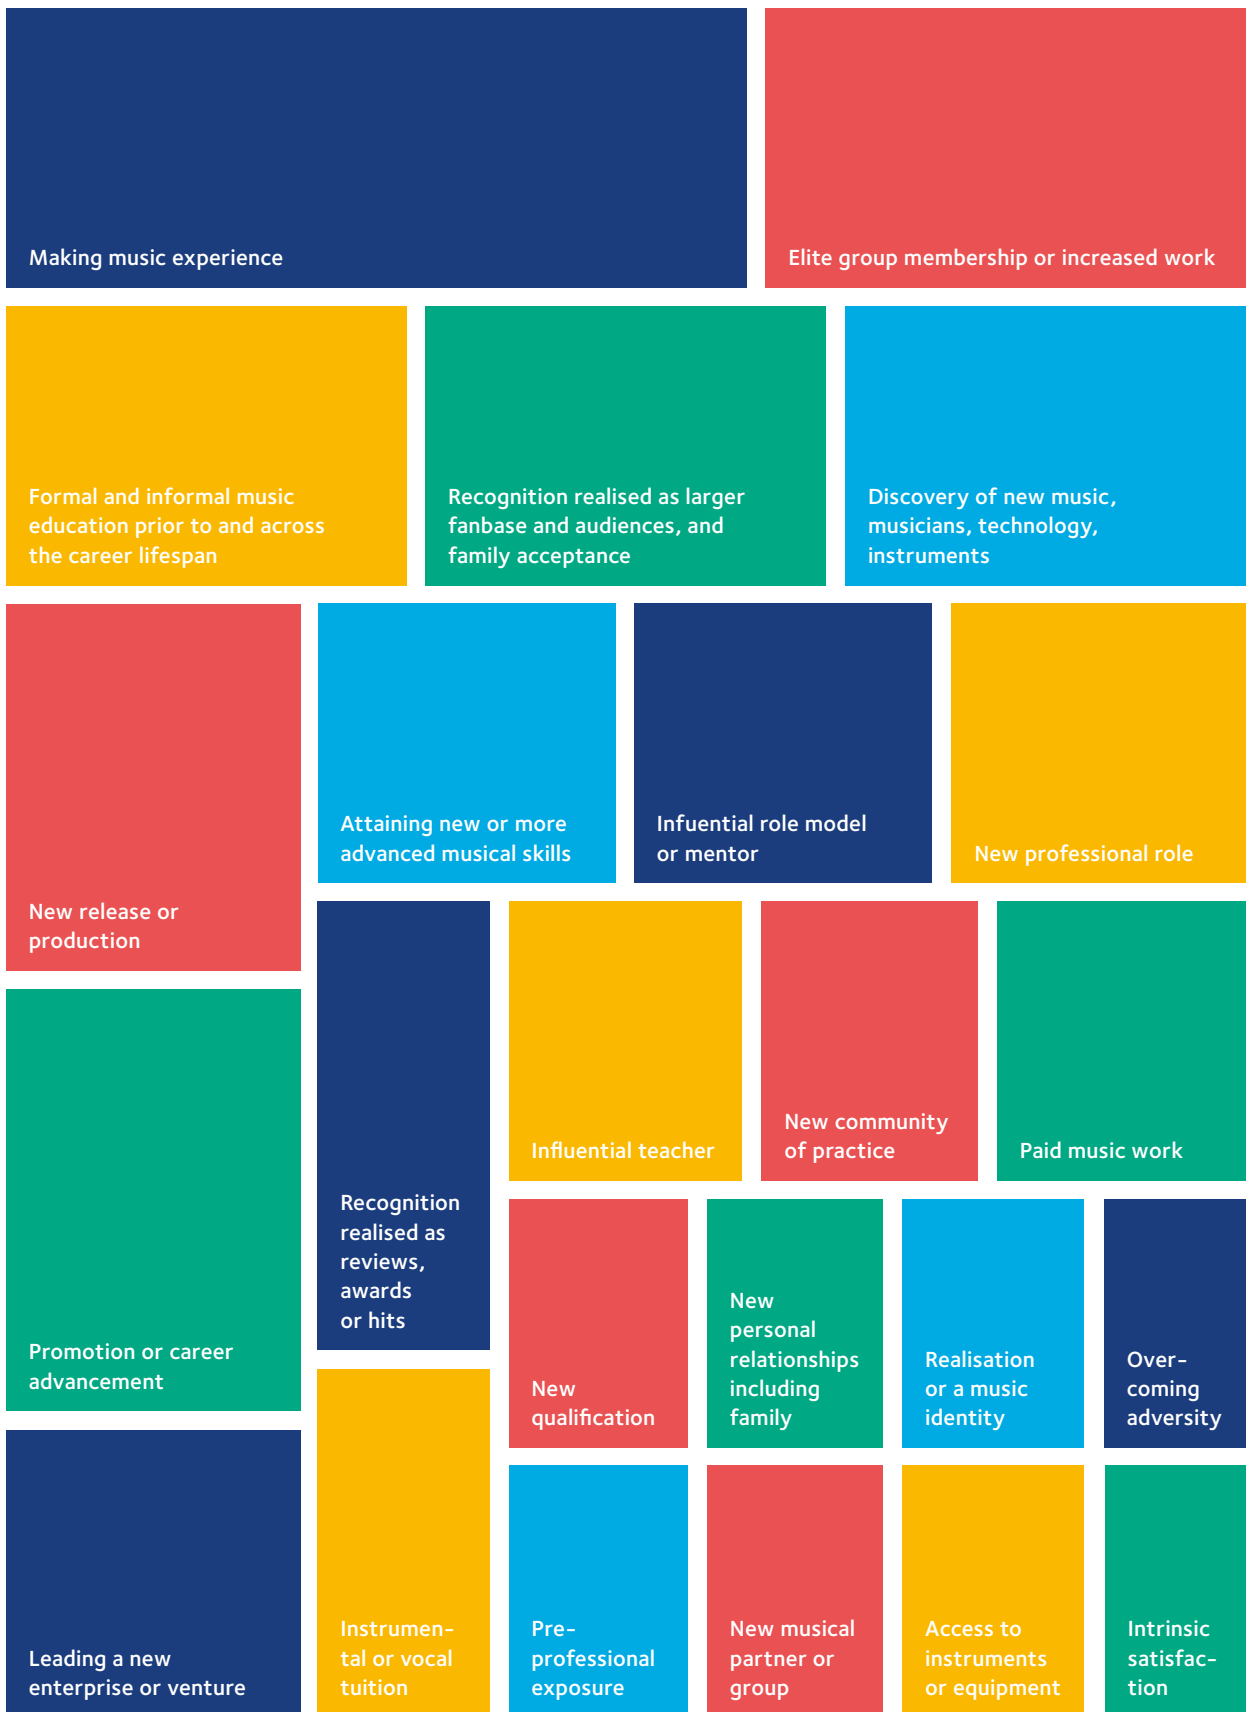 Making music experience
Elite group membership or increased work
Formal and informal music
education prior to and across
the career lifespan
Recognition realised as larger
fanbase and audiences, and
family acceptance
Discovery of new music,
musicians, technology,
instruments
New release or
production
Attaining new or more
advanced musical skills
Infuential role model
or mentor
New professional role
Promotion or career
advancement
Recognition
realised as
reviews,
awards
or hits
Influential teacher
New community
of practice
Paid music work
New
qualification
New
personal
relationships
including
family
Realisation
or a music
identity
Over-
coming
adversity
Leading a new
enterprise or venture
Instrumen-
tal or vocal
tuition
Pre-
professional
exposure
New musical
partner or
group
Access to
instruments
or equipment
Intrinsic
satisfac-
tion